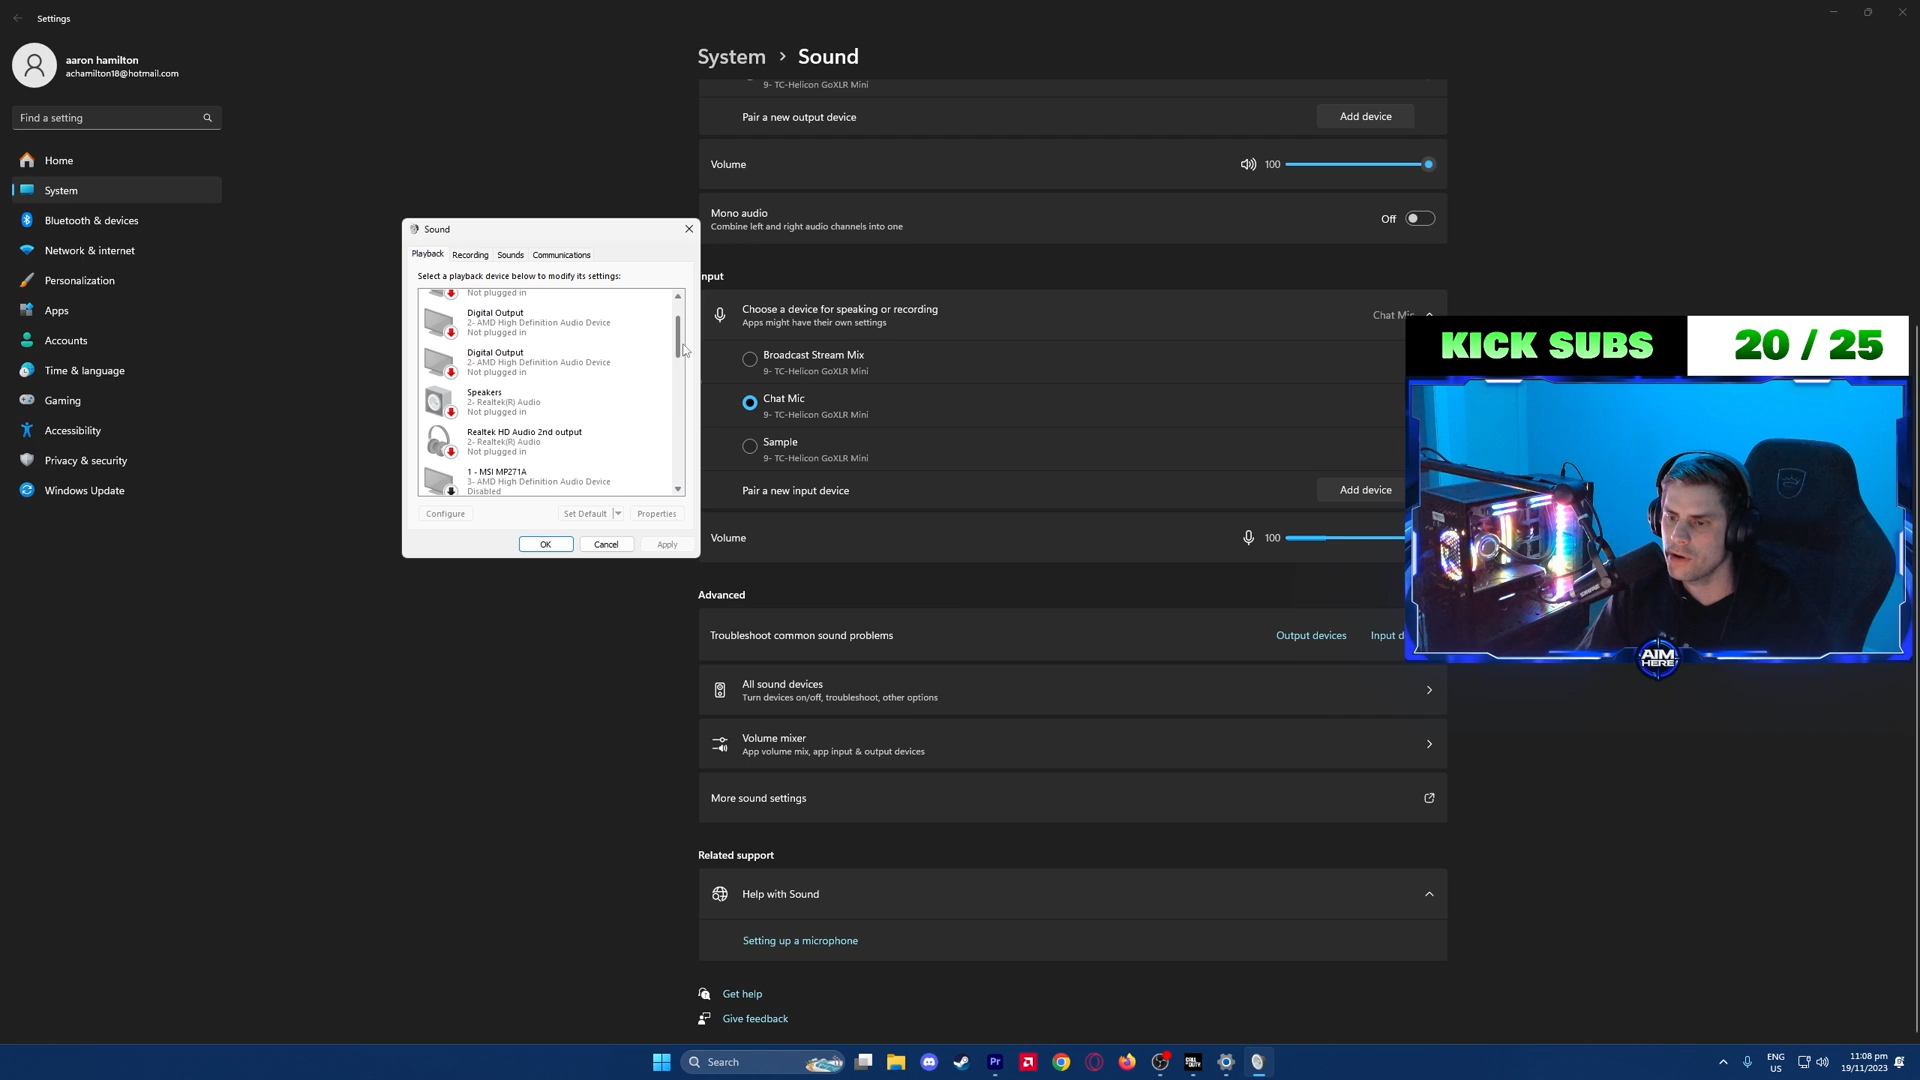 Settings
aaron hamilton
achamilton18@hotmail.com
Find a setting
Home
System
Bluetooth & devices
Network & internet
Personalization
Apps
Accounts
Time & language
Gaming
Accessibility
Privacy & security
Windows Update
System > Sound
9- TC-Helicon GoXLR Mini
Pair a new output device
Add device
Volume
100
Mono audio
Combine left and right audio channels into one
Off
Sound
Playback
Recording
Sounds
Communications
Select a playback device below to modify its settings:
Not plugged in
Digital Output
2- AMD High Definition Audio Device
Not plugged in
Digital Output
2- AMD High Definition Audio Device
Not plugged in
Speakers
2- Realtek(R) Audio
Not plugged in
Realtek HD Audio 2nd output
2- Realtek(R) Audio
Not plugged in
1 - MSI MP271A
3- AMD High Definition Audio Device
Disabled
Configure
Set Default
Properties
OK
Cancel
Apply
nput
Choose a device for speaking or recording
Apps might have their own settings
Chat Mic
Broadcast Stream Mix
9- TC-Helicon GoXLR Mini
Chat Mic
9- TC-Helicon GoXLR Mini
Sample
9- TC-Helicon GoXLR Mini
Pair a new input device
Add device
Volume
100
Advanced
Troubleshoot common sound problems
Output devices
Input d
All sound devices
Turn devices on/off, troubleshoot, other options
Volume mixer
App volume mix, app input & output devices
More sound settings
Related support
Help with Sound
Setting up a microphone
Get help
Give feedback
KICK SUBS
20 / 25
AIM
HERE
Search
Pr
CALL OF DUTY
ENG
US
11:08 pm
19/11/2023